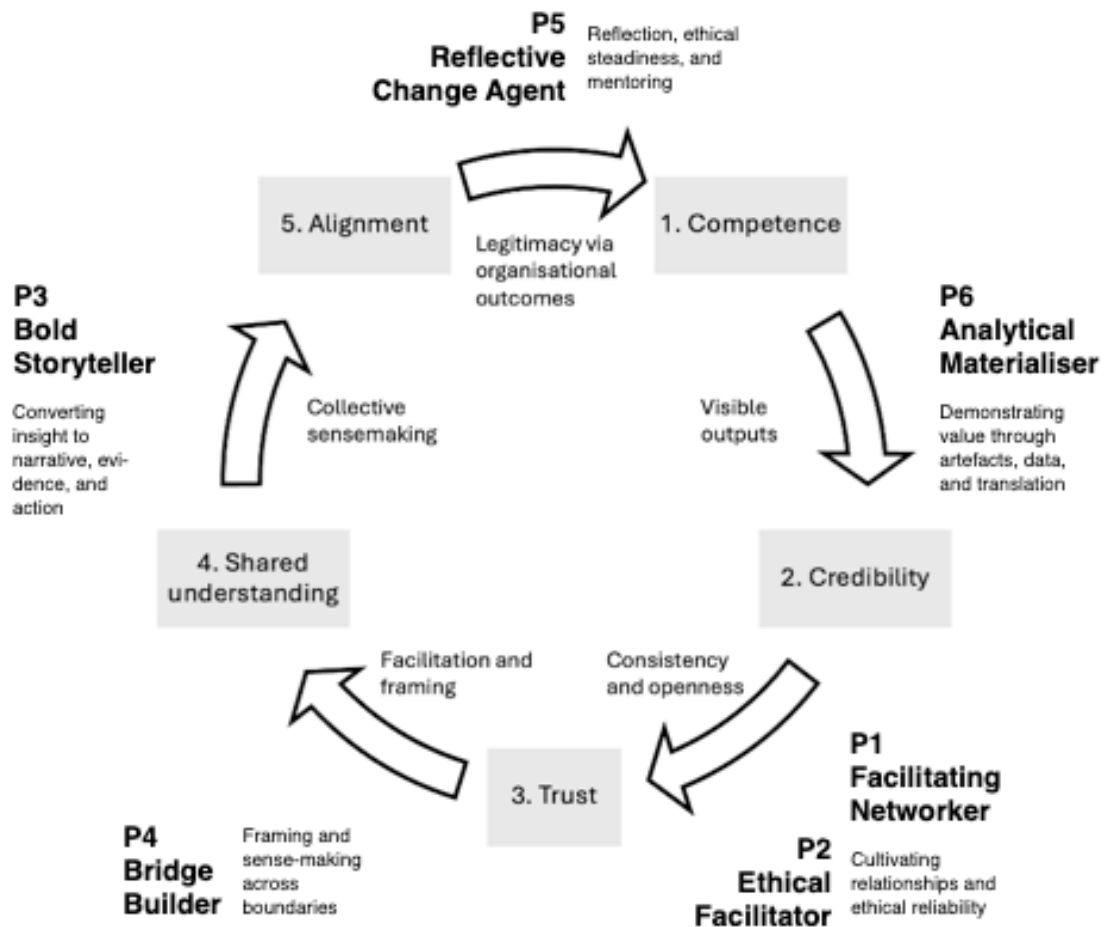 P5
Reflective
Change Agent
Reflection, ethical
steadiness, and
mentoring
5. Alignment
1. Competence
Legitimacy via
organisational
outcomes
P3
Bold
Storyteller
Converting
insight to
narrative, evi-
dence, and
action
Collective
sensemaking
Visible
outputs
P6
Analytical
Materialiser
Demonstrating
value through
artefacts, data,
and translation
4. Shared
understanding
2. Credibility
Facilitation and
framing
Consistency
and openness
3. Trust
P1
Facilitating
Networker
P2
Ethical
Facilitator
Cultivating
relationships and
ethical reliability
P4
Bridge
Builder
Framing and
sense-making
across
boundaries